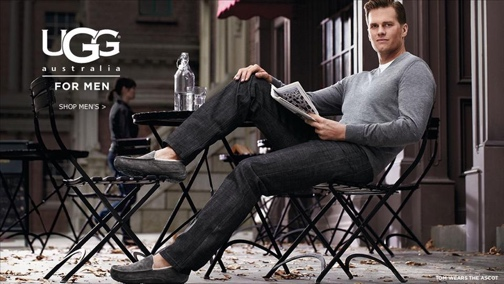 UGG
australia
FOR MEN
SHOP MEN'S >
TOM WEARS THE ASCOT